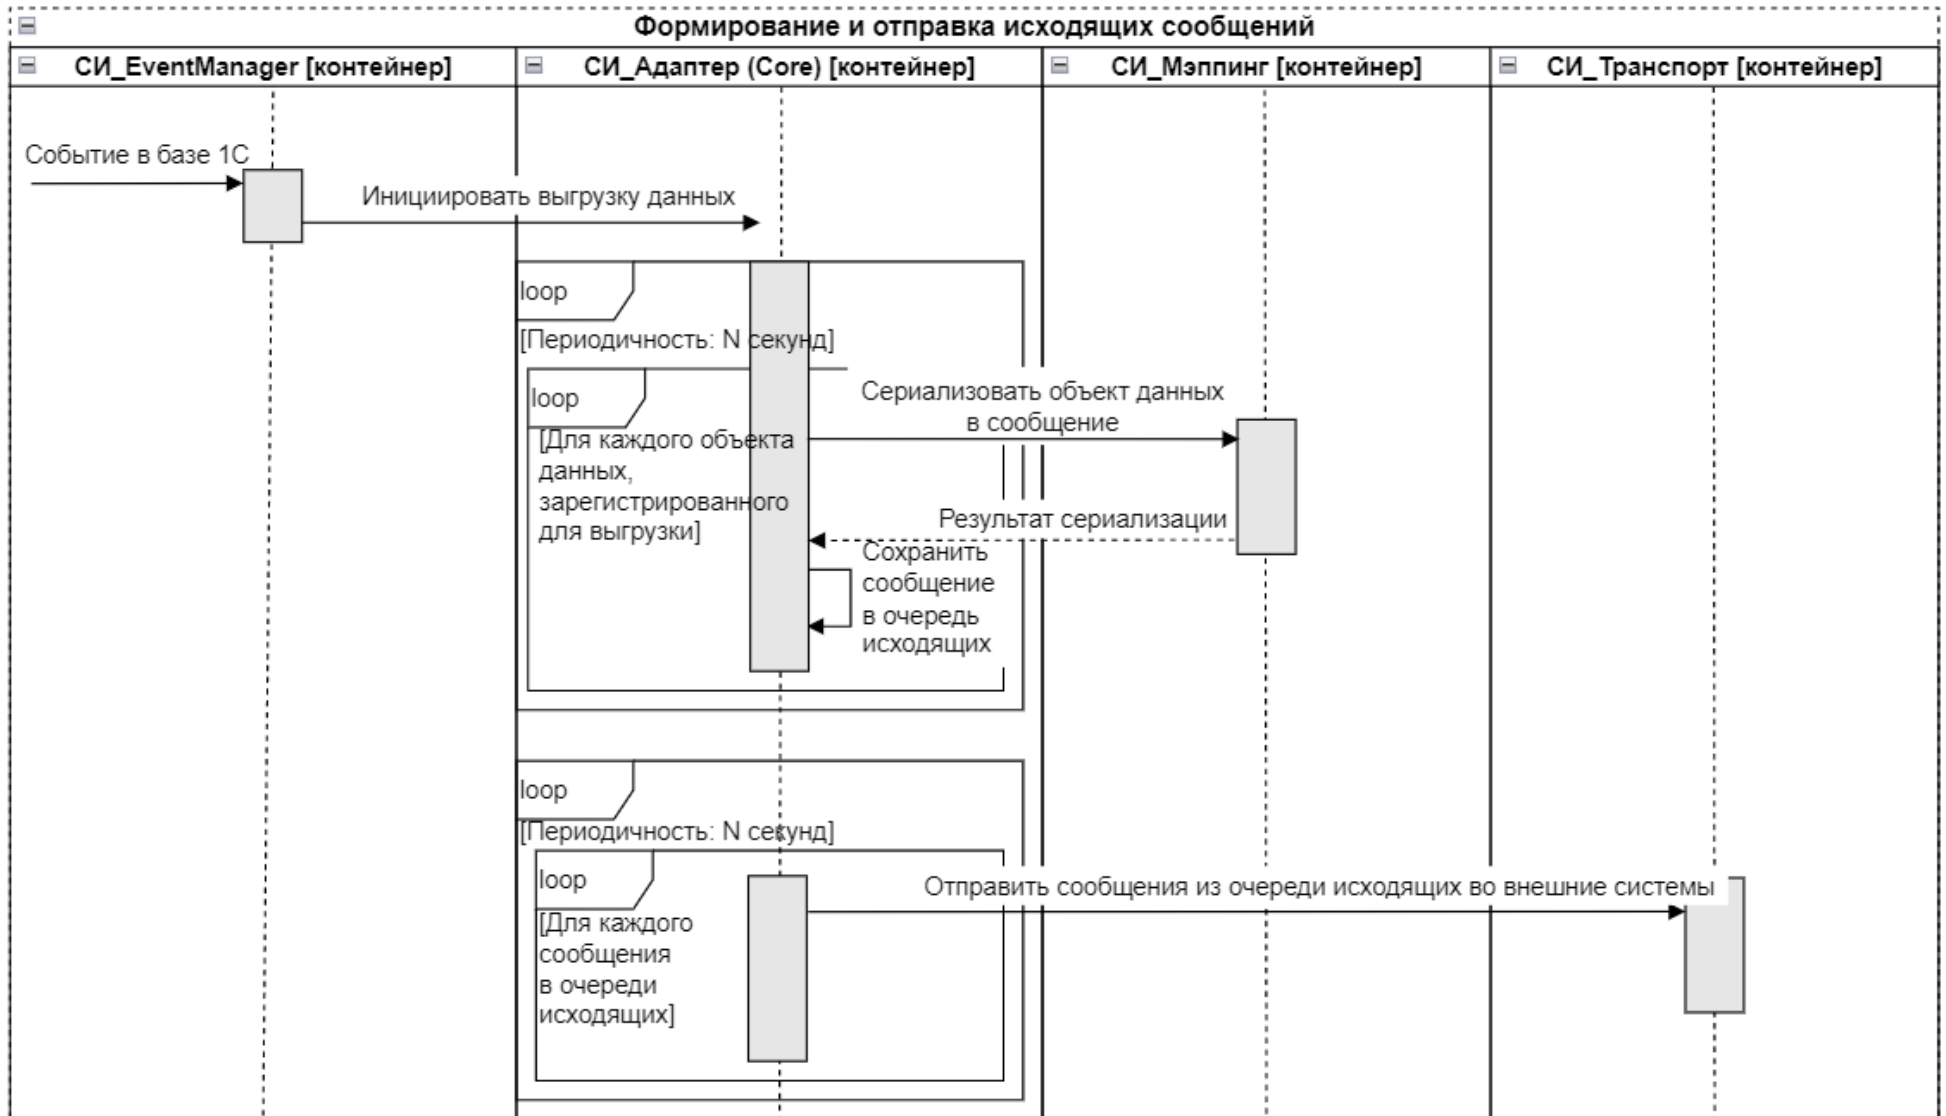 Формирование и отправка исходящих сообщений
СИ_EventManager [контейнер]
СИ_Адаптер (Core) [контейнер]
СИ_Мэппинг [контейнер]
СИ_Транспорт [контейнер]
Событие в базе 1С
Инициировать выгрузку данных
loop
[Периодичность: N секунд]
loop
[Для каждого объекта
данных,
зарегистрированного
для выгрузки]
Сериализовать объект данных
в сообщение
Результат сериализации
Сохранить
сообщение
в очередь
исходящих
loop
[Периодичность: N секунд]
loop
[Для каждого
сообщения
в очереди
исходящих]
Отправить сообщения из очереди исходящих во внешние системы